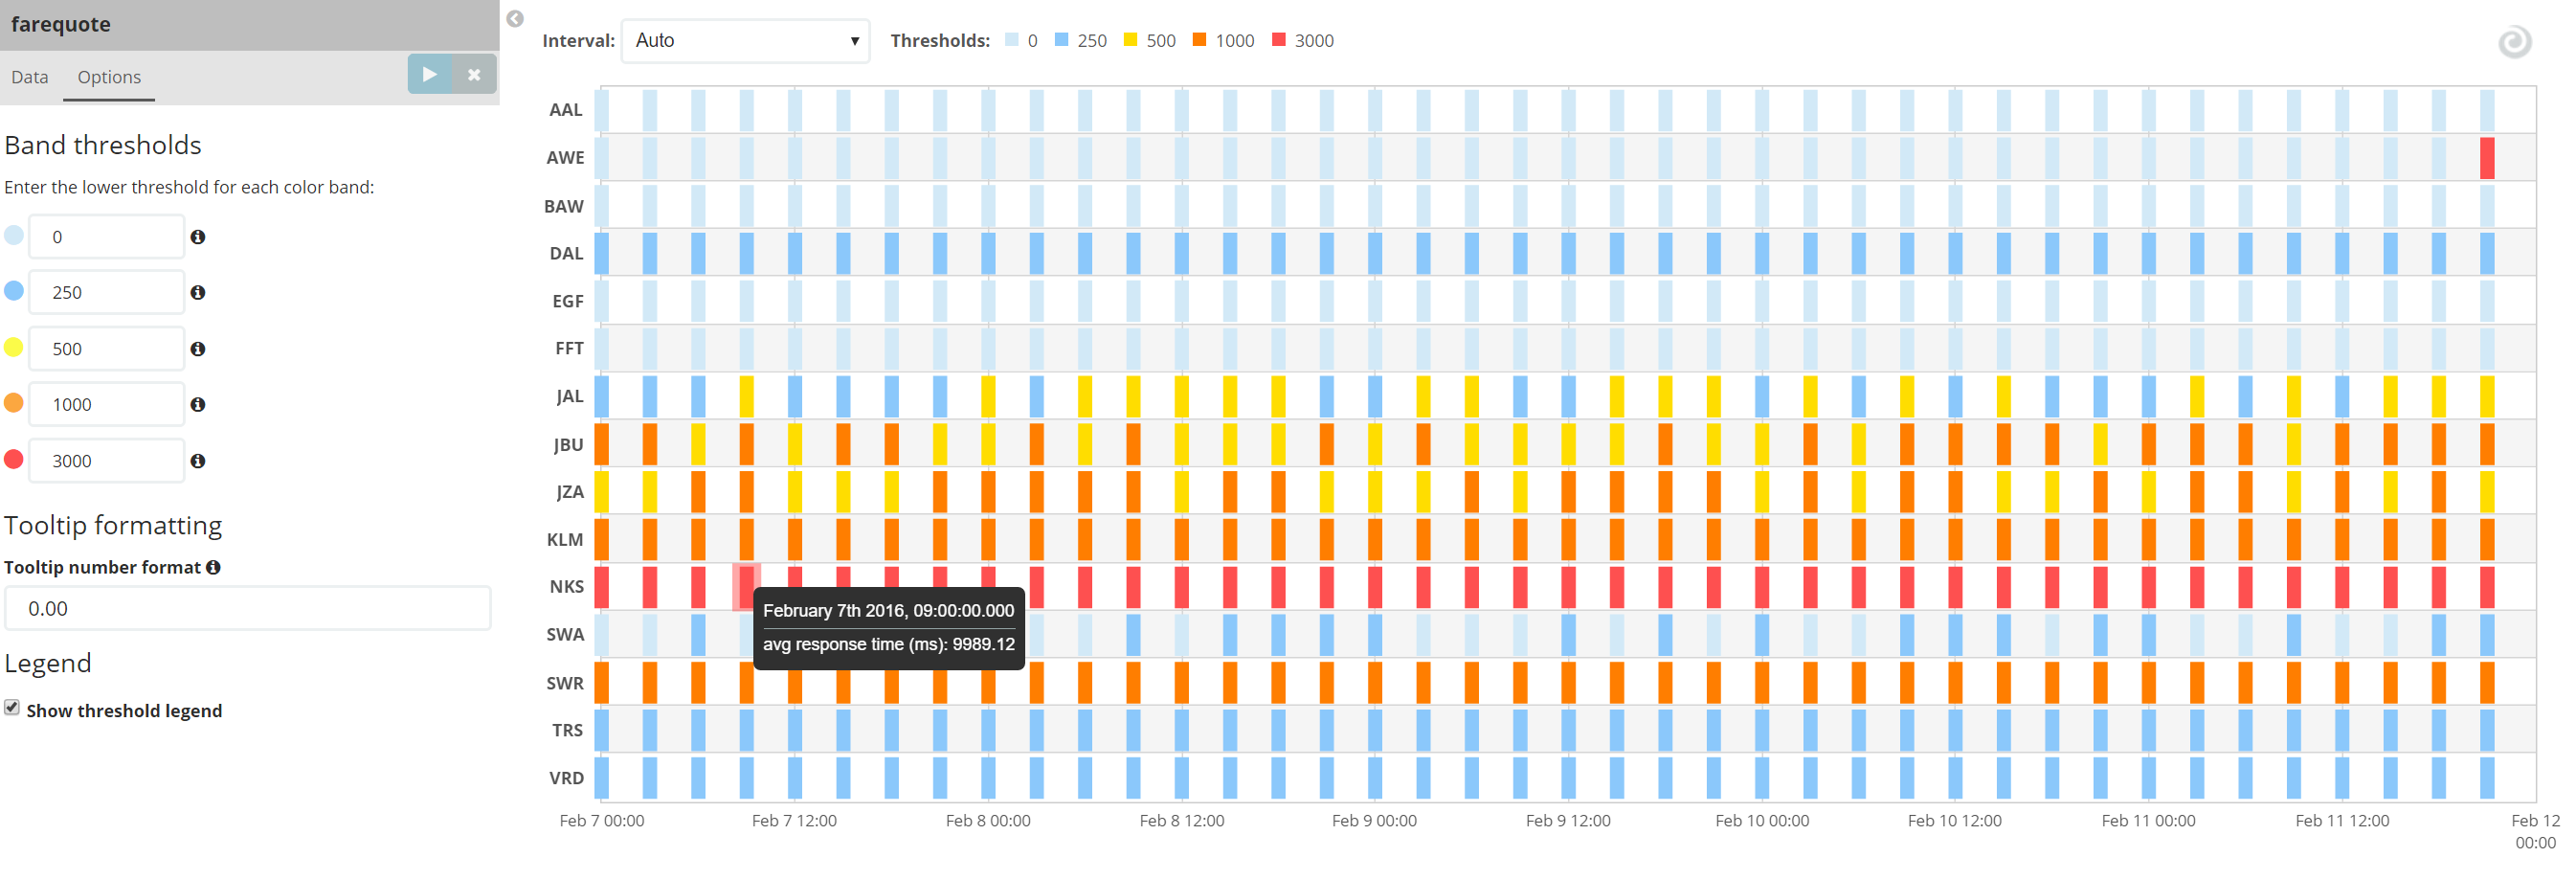 farequote
Data Options
Band thresholds
Enter the lower threshold for each color band:
0
250
500
1000
3000
Tooltip formatting
Tooltip number format
0.00
Legend
Show threshold legend
Interval: Auto Thresholds: 0 250 500 1000 3000
AAL
AWE
BAW
DAL
EGF
FFT
JAL
JBU
JZA
KLM
NKS
February 7th 2016, 09:00:00.000
avg response time (ms): 9989.12
SWA
SWR
TRS
VRD
Feb 7 00:00 Feb 7 12:00 Feb 8 00:00 Feb 8 12:00 Feb 9 00:00 Feb 9 12:00 Feb 10 00:00 Feb 10 12:00 Feb 11 00:00 Feb 11 12:00 Feb 12
00:00